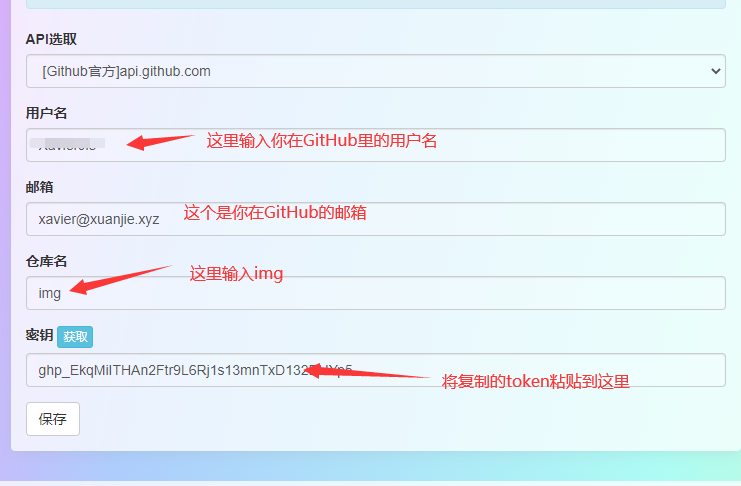 API选取
[Github官方]api.github.com
用户名
这里输入你在GitHub里的用户名
邮箱
xavier@xuanjie.xyz
这个是你在GitHub的邮箱
仓库名
这里输入img
img
密钥 获取
将复制的token粘贴到这里
保存